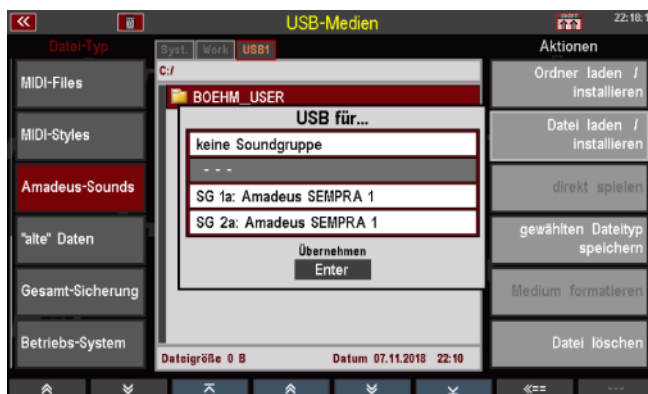 USB-Medien
22:18:1
Datei-Typ
Syst. Work USB1
Aktionen
MIDI-Files
MIDI-Styles
Amadeus-Sounds
"alte" Daten
Gesamt-Sicherung
Betriebs-System
C:/
BOEHM_USER
USB für...
keine Soundgruppe
- - -
SG 1a: Amadeus SEMPRA 1
SG 2a: Amadeus SEMPRA 1
Übernehmen
Enter
Dateigröße 0 B Datum 07.11.2018 22:10
Ordner laden /
installieren
Datei laden /
installieren
direkt spielen
gewählten Dateityp
speichern
Medium formatieren
Datei löschen
«== ---